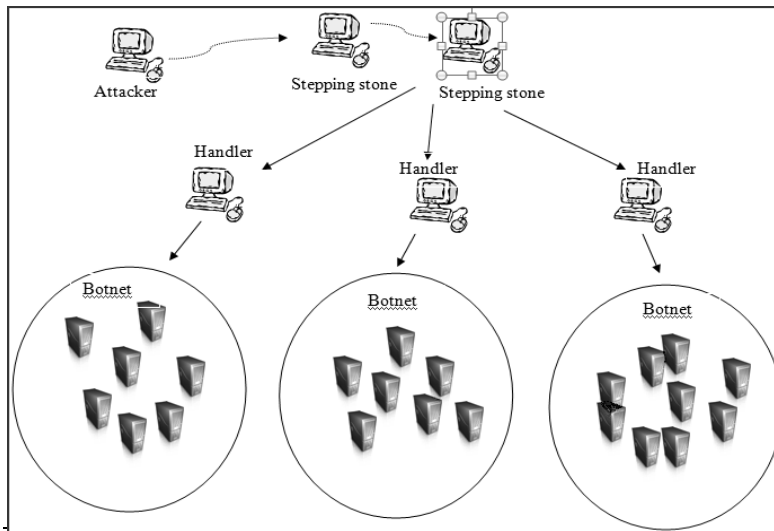 Attacker
Stepping stone
Stepping stone
Handler
Handler
Handler
Botnet
Botnet
Botnet